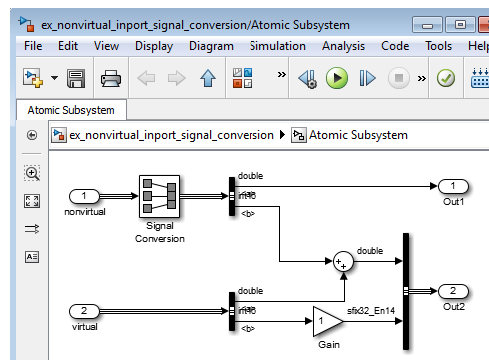 ex_nonvirtual_inport_signal_conversion/Atomic Subsystem
File Edit View Display Diagram Simulation Analysis Code Tools He
Atomic Subsystem
ex_nonvirtual_inport_signal_conversion Atomic Subsystem
double
1
nonvirtual
Signal
Conversion
<b>
1
Out1
double
double
2
virtual
<b>
1
Gain
sfix32_En14
2
Out2